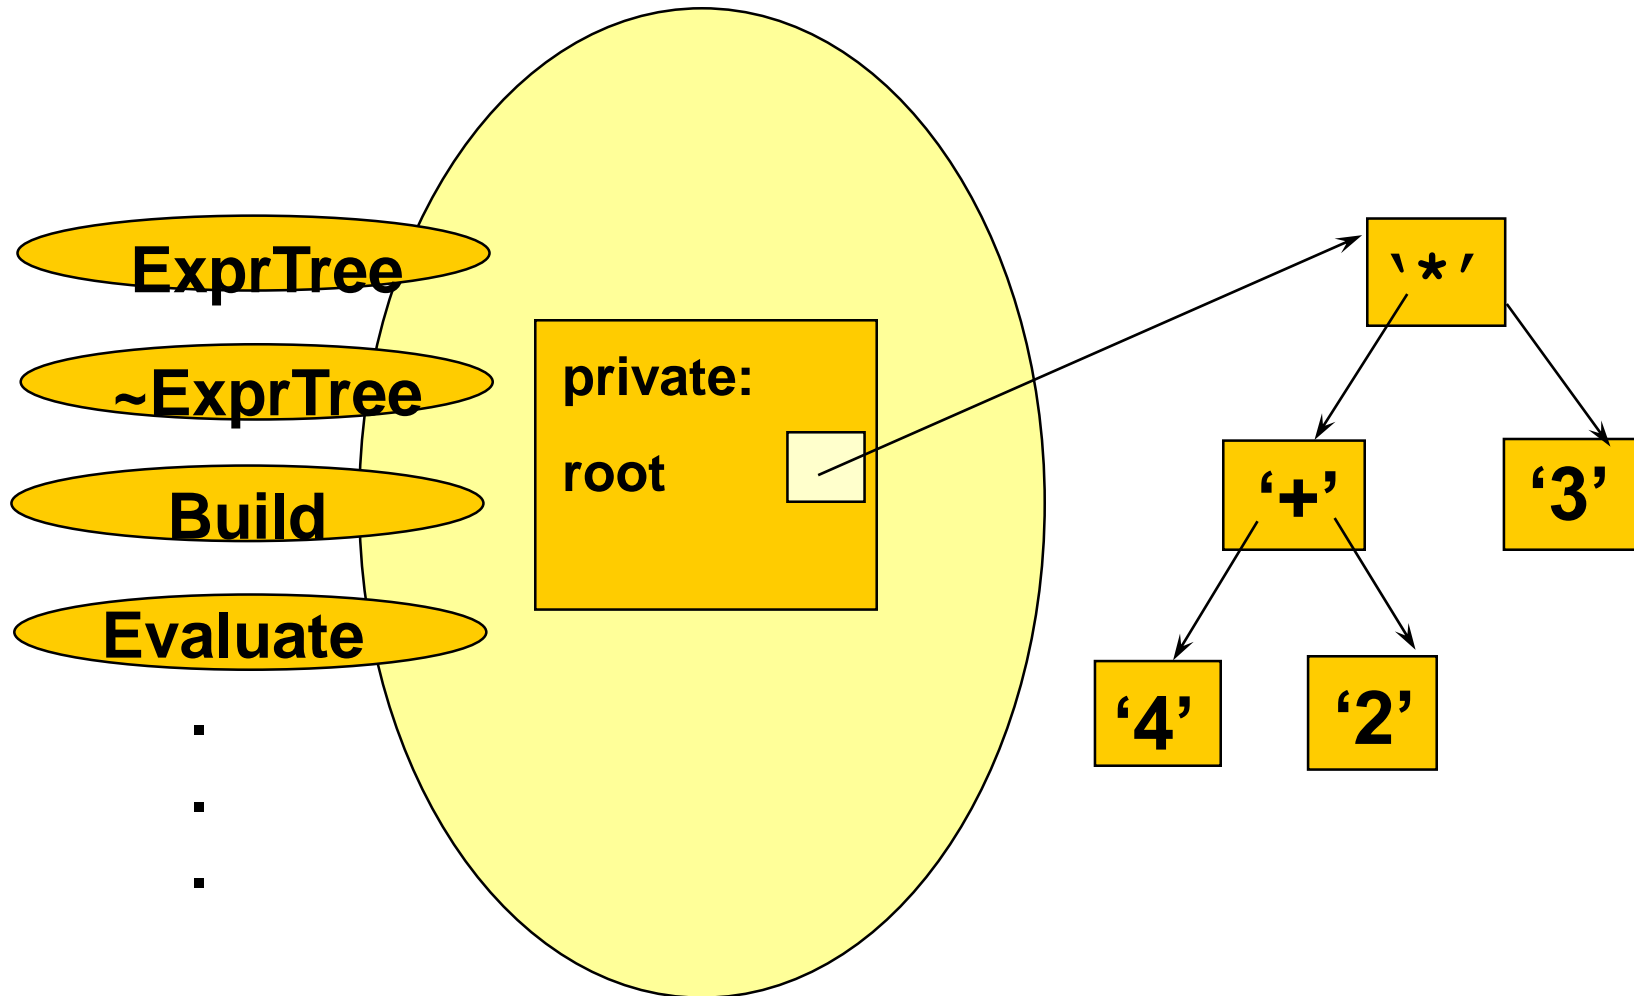 ExprTree
~ExprTree
Build
Evaluate
.
.
.
private:
root
‵*′
‘+’
‘3’
‘4’
‘2’